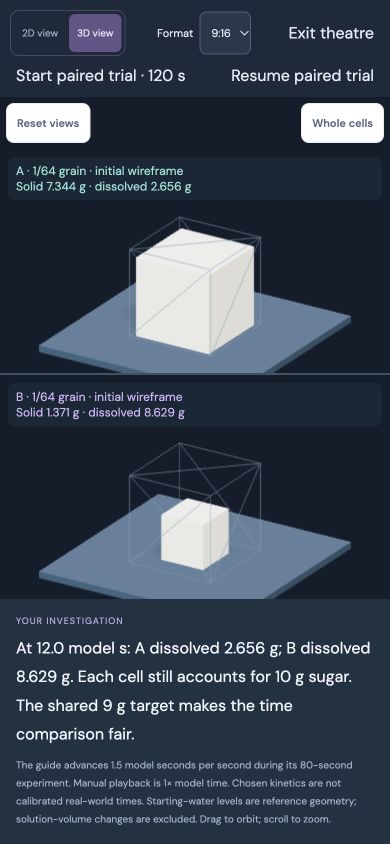 2D view 3D view Format 9:16 Exit theatre
Start paired trial · 120 s Resume paired trial
Reset views Whole cells
A · 1/64 grain · initial wireframe
Solid 7.344 g · dissolved 2.656 g
B · 1/64 grain · initial wireframe
Solid 1.371 g · dissolved 8.629 g
YOUR INVESTIGATION
At 12.0 model s: A dissolved 2.656 g; B dissolved
8.629 g. Each cell still accounts for 10 g sugar.
The shared 9 g target makes the time
comparison fair.
The guide advances 1.5 model seconds per second during its 80-second
experiment. Manual playback is 1× model time. Chosen kinetics are not
calibrated real-world times. Starting-water levels are reference geometry;
solution-volume changes are excluded. Drag to orbit; scroll to zoom.